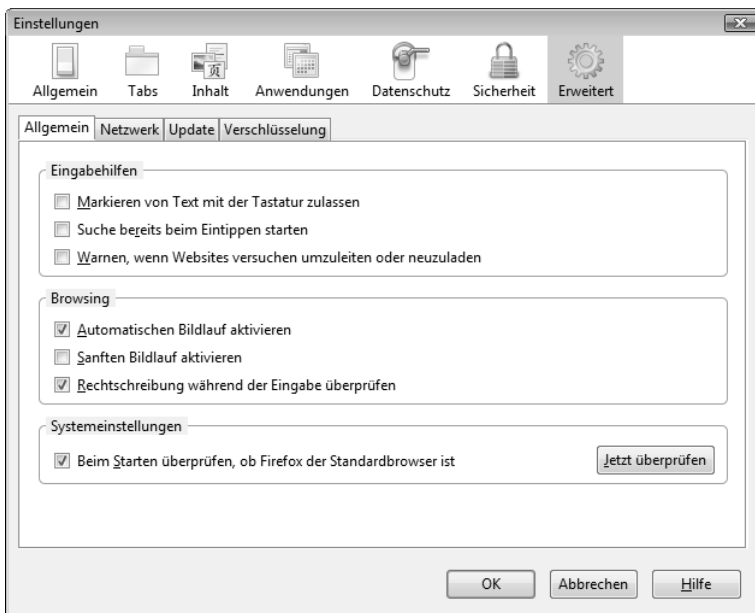 Einstellungen
Allgemein Tabs Inhalt Anwendungen Datenschutz Sicherheit Erweitert
Allgemein Netzwerk Update Verschlüsselung
Eingabehilfen
Markieren von Text mit der Tastatur zulassen
Suche bereits beim Eintippen starten
Warnen, wenn Websites versuchen umzuleiten oder neuzuladen
Browsing
Automatischen Bildlauf aktivieren
Sanften Bildlauf aktivieren
Rechtschreibung während der Eingabe überprüfen
Systemeinstellungen
Beim Starten überprüfen, ob Firefox der Standardbrowser ist Jetzt überprüfen
OK Abbrechen Hilfe